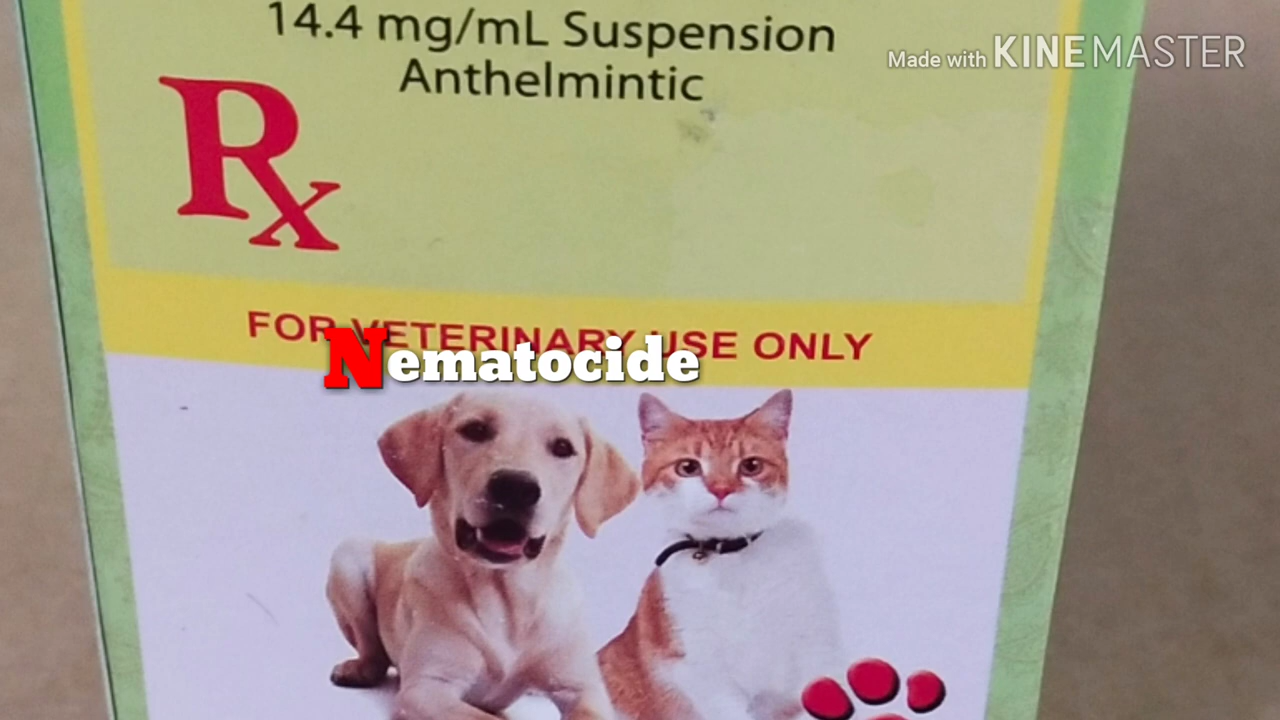 14.4 mg/mL Suspension
Anthelmintic
Made with KINEMASTER
Rx
FOR VETERINARY USE ONLY
Nematocide